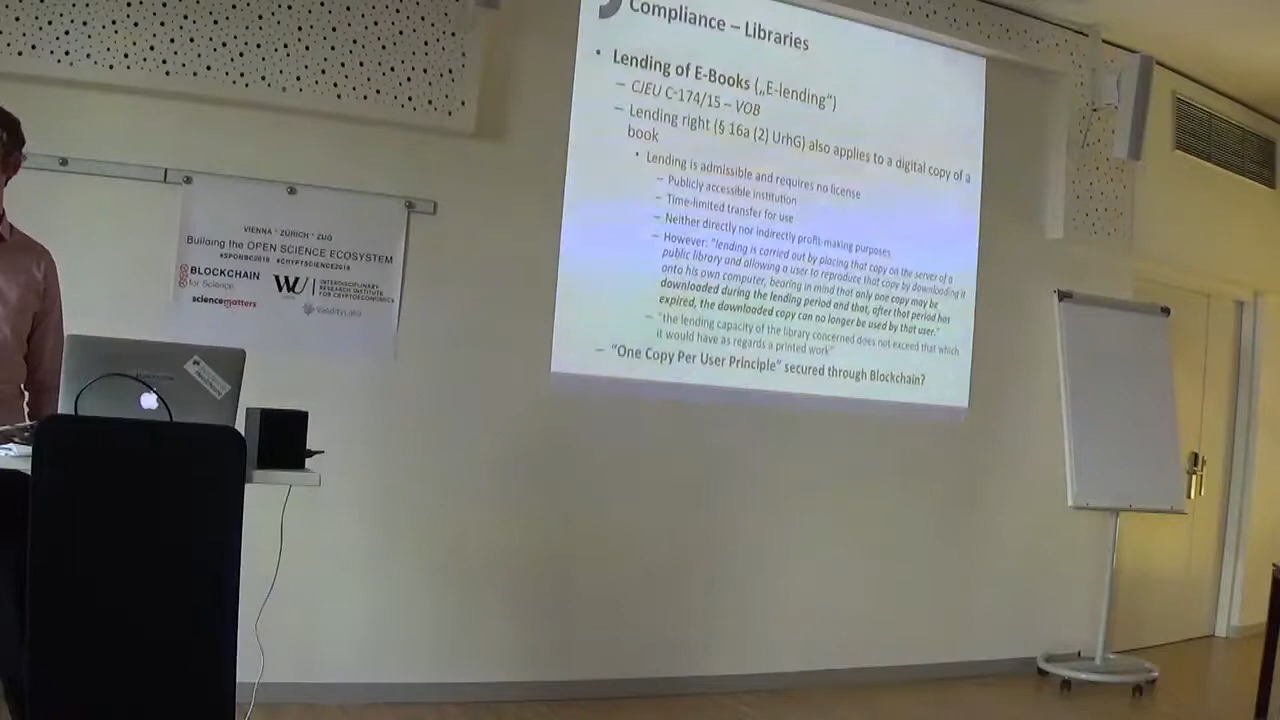 Compliance – Libraries
• Lending of E-Books („E-lending“)
– CJEU C-174/15 – VOB
– Lending right (§ 16a (2) UrhG) also applies to a digital copy of a
book
• Lending is admissible and requires no license
– Publicly accessible institution
– Time-limited transfer for use
– Neither directly nor indirectly profit-making purposes
– However: "lending is carried out by placing that copy on the server of a
public library and allowing a user to reproduce that copy by downloading it
onto his own computer, bearing in mind that only one copy may be
downloaded during the lending period and that, after that period has
expired, the downloaded copy can no longer be used by that user."
– "the lending capacity of the library concerned does not exceed that which
it would have as regards a printed work"
– "One Copy Per User Principle" secured through Blockchain?
VIENNA * ZÜRICH * ZUG
Building the OPEN SCIENCE ECOSYSTEM
#SPONBC2018 #CRYPTSCIENCE2018
BLOCKCHAIN
for Science
WU
INTERDISCIPLINARY
RESEARCH INSTITUTE
FOR CRYPTOECONOMICS
sciencematters
ValidityLabs